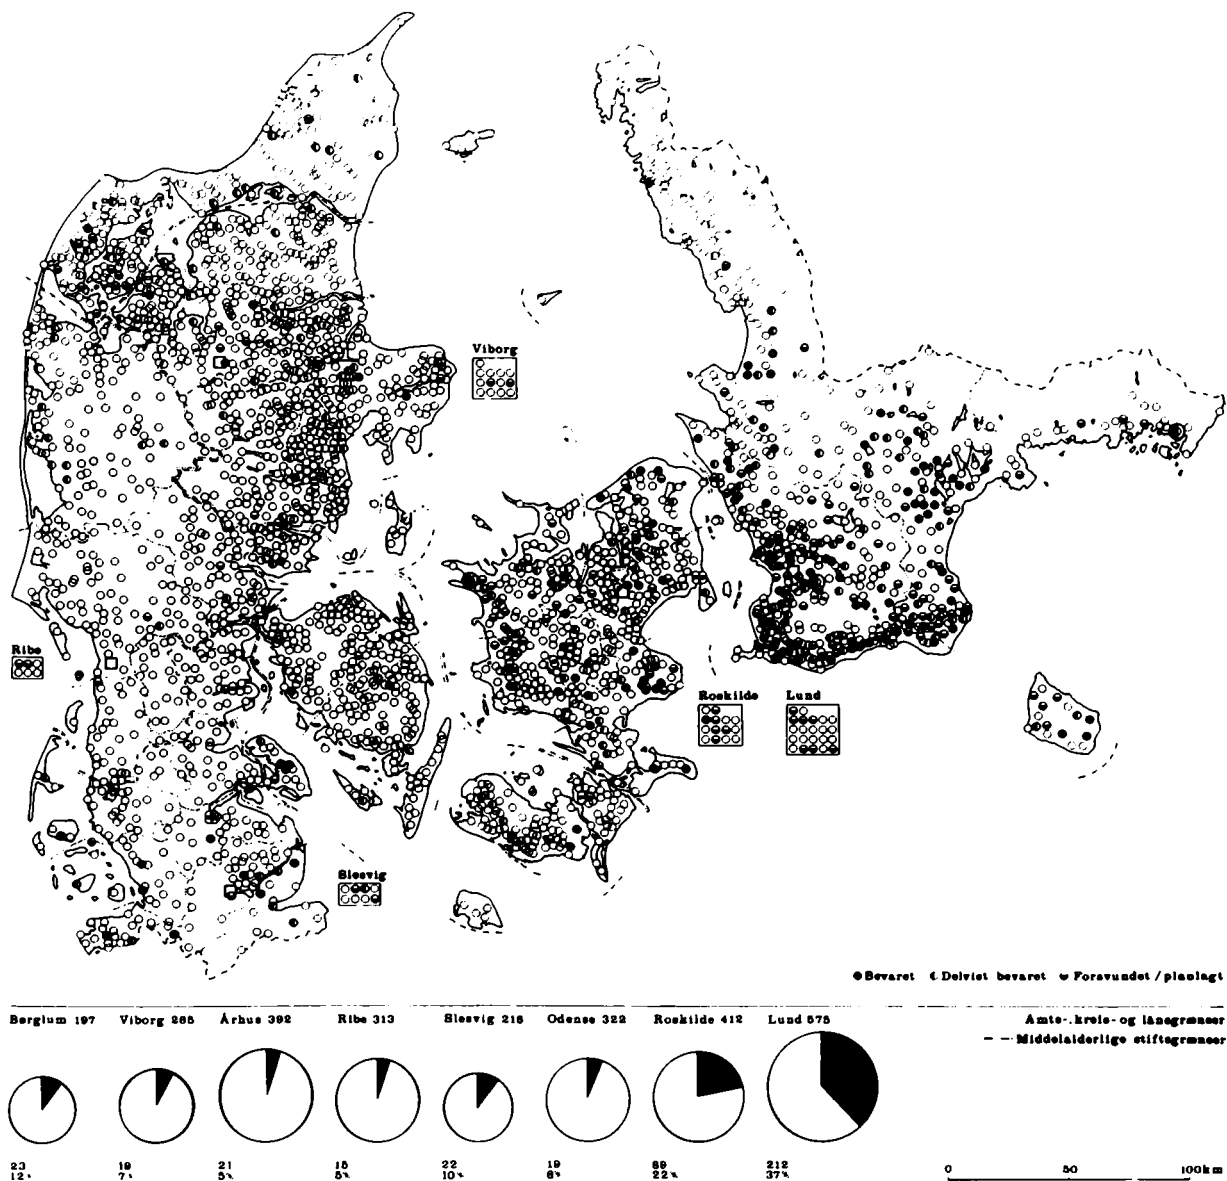 Viborg
Ribe
Roskilde
Lund
Slesvig
Bevaret Delvist bevaret Forsvundet / planlagt
Børglum 197 Viborg 265 Århus 392 Ribe 313 Slesvig 216 Odense 322 Roskilde 412 Lund 575
Amts-, kreis- og länsgrænser
Middelalderlige stiftsgrænser
23 19 21 15 22 19 89 212
12% 7% 5% 5% 10% 6% 22% 37%
0 50 100km